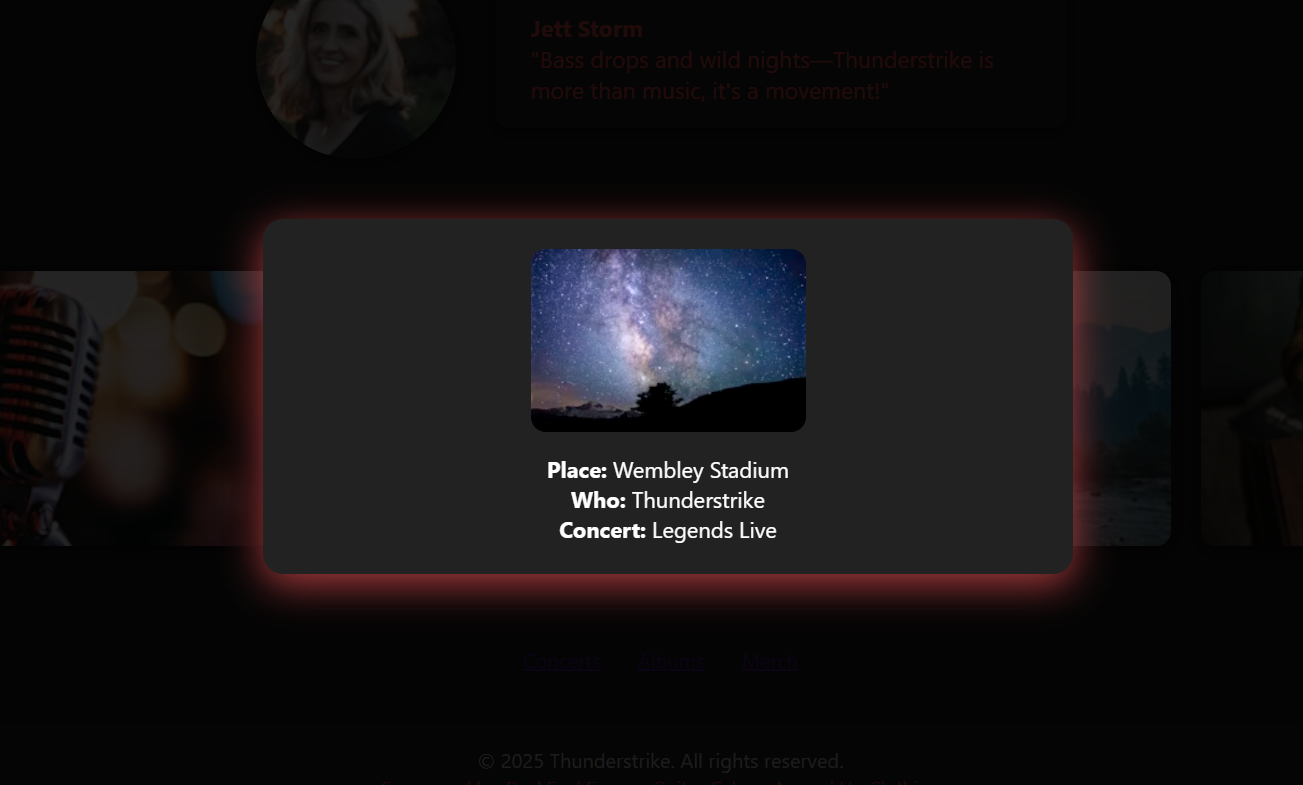 Jett Storm
"Bass drops and wild nights—Thunderstrike is
more than music, it's a movement!"
Place: Wembley Stadium
Who: Thunderstrike
Concert: Legends Live
Concerts Albums Merch
© 2025 Thunderstrike. All rights reserved.